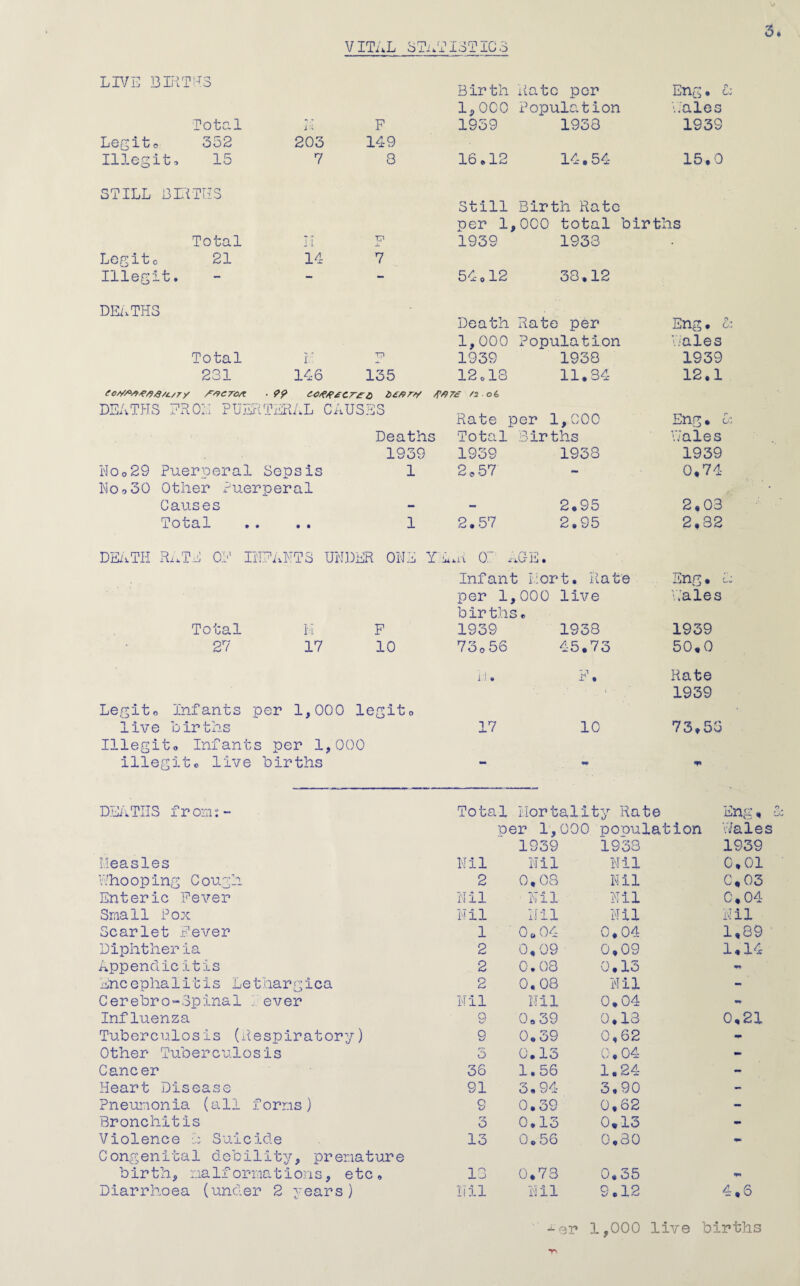 3.
VITAL STATISTICS
LIVE BIRTHS
Birth Rate per Eng. &
1,000 Population Wales
Total M F 1939 1938 1939
Legit. 352 203 149
Illegit. 15 7 8 16.12 14.54 15.0
STILL BIRTHS
Still Birth Rate
per 1,000 total births
Total M F 1939 1938
Legit. 21 14 7
Illegit. - - - 54.12 38.12
DEATHS
Death Rate per Eng. &
1,000 Population Wales
Total M F 1939 1938 1939
281 146 135 12.18 11.84 12.1
COMPARABILITY FACTOR .99 CORRECTED DEATH RATE 12.06
DEATHS FROM PUERTERAL CAUSES
Rate per 1,000 Eng. &
Deaths Total Births Wales
1939 1939 1938 1939
No.29 Puerperal Sepsis 1 2.57 - 0.74
No.30 Other Puerperal
Causes - - 2.95 2.08
Total .. .. 1 2.57 2.95 2.82
DEATH RATE OF INFANTS UNDER ONE YEAR OF AGE.
Infant Mort. Rate Eng. &
per 1,000 live Wales
births.
Total M F 1939 1938 1939
27 17 10 73.56 45.73 50.0
M. F. Rate
1939
Legit. Infants per 1,000 legit.
live births 17 10 73.56
Illegit. Infants per 1,000
illegit. live births - - -
DEATHS from:- Total Mortality Rate Eng. &
per 1,000 population Wales
1939 1938 1939
Measles Nil Nil Nil 0.01
Whooping Cough 2 0.08 Nil 0.03
Enteric Fever Nil Nil Nil 0.04
Small Pox Nil Nil Nil Nil
Scarlet Fever 1 0.04 0.04 1.89
Diphtheria 2 0.09 0.09 1.14
Appendicitis 2 0.08 0.13 -
Encephalitis Lethargica 2 0.08 Nil -
Cerebro-Spinal Fever Nil Nil 0.04 -
Influenza 9 0.39 0.18 0.21
Tuberculosis (Respiratory) 9 0.39 0.62 -
Other Tuberculosis 3 0.13 0.04 -
Cancer 36 1.56 1.24 -
Heart Disease 91 3.94 3.90 -
Pneumonia (all forms) 9 0.39 0.62 -
Bronchitis 3 0.13 0.13 -
Violence & Suicide 13 0.56 0.80 -
Congenital debility, premature
birth, malformations, etc. 18 0.78 0.35 -
Diarrhoea (under 2 years) Nil Nil 9.12 4.6
per 1,000 live births